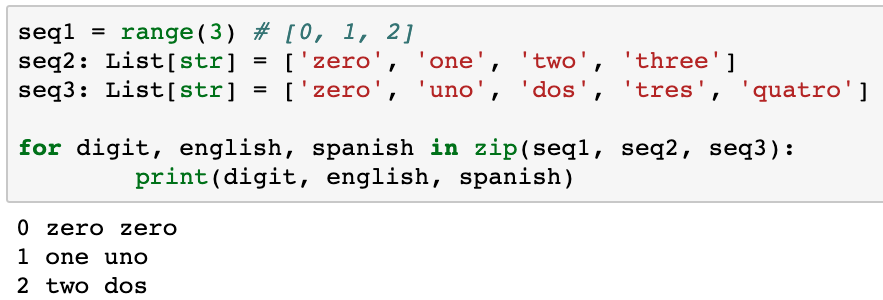 seq1 = range(3) # [0, 1, 2]
seq2: List[str] = ['zero', 'one', 'two', 'three']
seq3: List[str] = ['zero', 'uno', 'dos', 'tres', 'quatro']
for digit, english, spanish in zip(seq1, seq2, seq3):
        print(digit, english, spanish)
0 zero zero
1 one uno
2 two dos